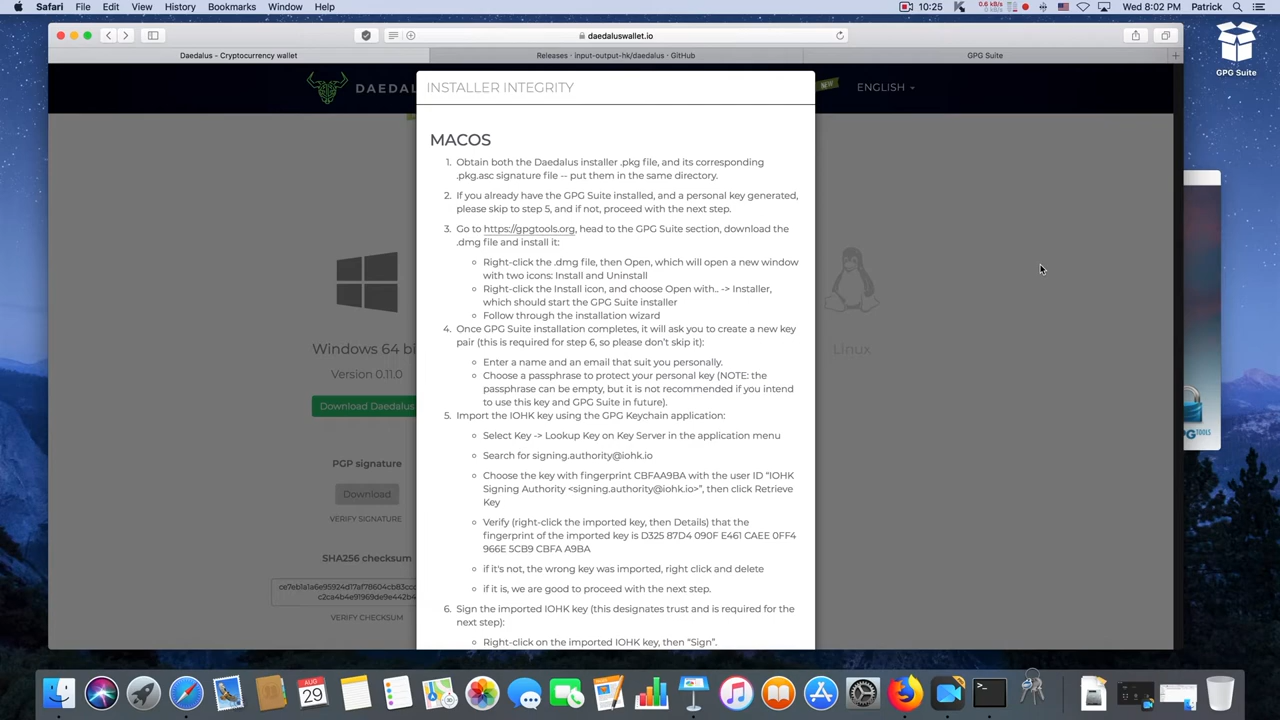 Safari File Edit View History Bookmarks Window Help
10:25
0.6 kB/s
0 kB/s
Wed 8:02 PM Patrick
daedaluswallet.io
Daedalus - Cryptocurrency wallet
Releases · input-output-hk/daedalus · GitHub
GPG Suite
GPG Suite
DAEDAL
NEW
ENGLISH
INSTALLER INTEGRITY
MACOS
1. Obtain both the Daedalus installer .pkg file, and its corresponding
.pkg.asc signature file -- put them in the same directory.
2. If you already have the GPG Suite installed, and a personal key generated,
please skip to step 5, and if not, proceed with the next step.
3. Go to https://gpgtools.org, head to the GPG Suite section, download the
.dmg file and install it:
Right-click the .dmg file, then Open, which will open a new window
with two icons: Install and Uninstall
Right-click the Install icon, and choose Open with.. -> Installer,
which should start the GPG Suite installer
Follow through the installation wizard
4. Once GPG Suite installation completes, it will ask you to create a new key
pair (this is required for step 6, so please don't skip it):
Enter a name and an email that suit you personally.
Choose a passphrase to protect your personal key (NOTE: the
passphrase can be empty, but it is not recommended if you intend
to use this key and GPG Suite in future).
5. Import the IOHK key using the GPG Keychain application:
Select Key -> Lookup Key on Key Server in the application menu
Search for signing.authority@iohk.io
Choose the key with fingerprint CBFAA9BA with the user ID "IOHK
Signing Authority <signing.authority@iohk.io>", then click Retrieve
Key
Verify (right-click the imported key, then Details) that the
fingerprint of the imported key is D325 87D4 090F E461 CAEE 0FF4
966E 5CB9 CBFA A9BA
if it's not, the wrong key was imported, right click and delete
if it is, we are good to proceed with the next step.
6. Sign the imported IOHK key (this designates trust and is required for the
next step):
Right-click on the imported IOHK key, then "Sign".
Windows 64 bi
Version 0.11.0
Download Daedalus
PGP signature
Download
VERIFY SIGNATURE
SHA256 checksum
VERIFY CHECKSUM
Linux
TOOLS
AUG
29